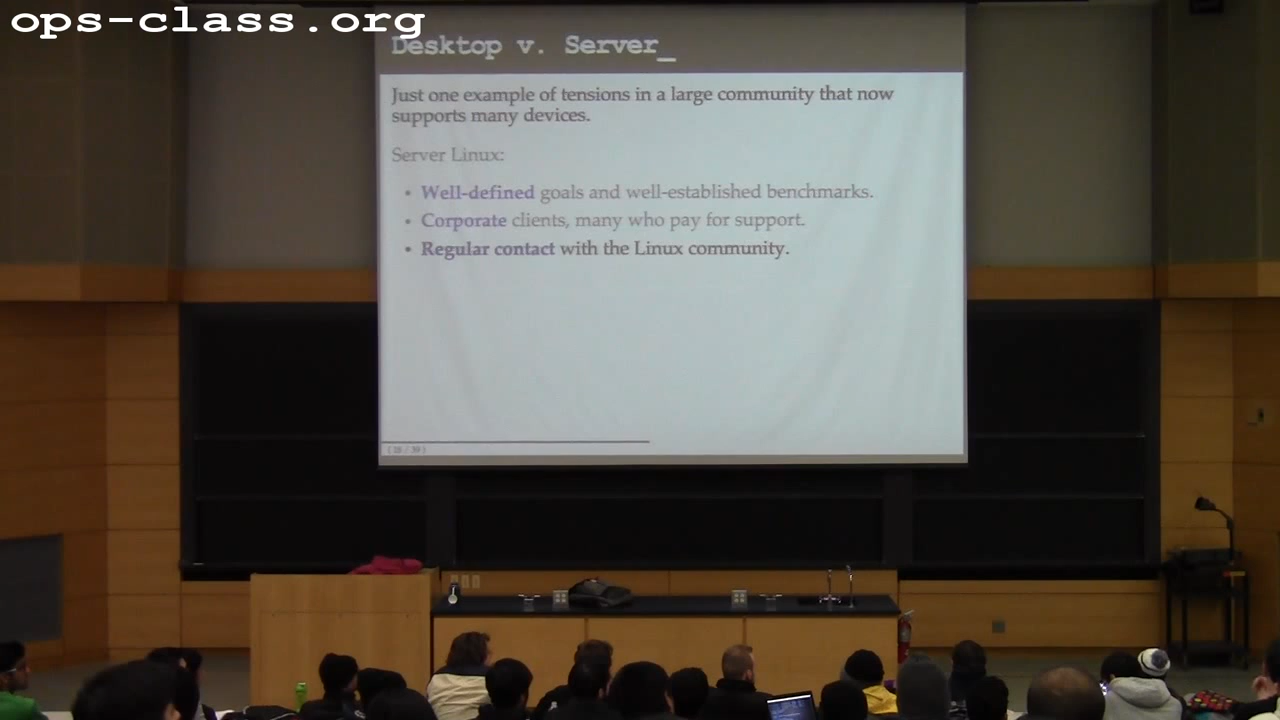 ops-class.org
Desktop v. Server_
Just one example of tensions in a large community that now
supports many devices.
Server Linux:
• Well-defined goals and well-established benchmarks.
• Corporate clients, many who pay for support.
• Regular contact with the Linux community.